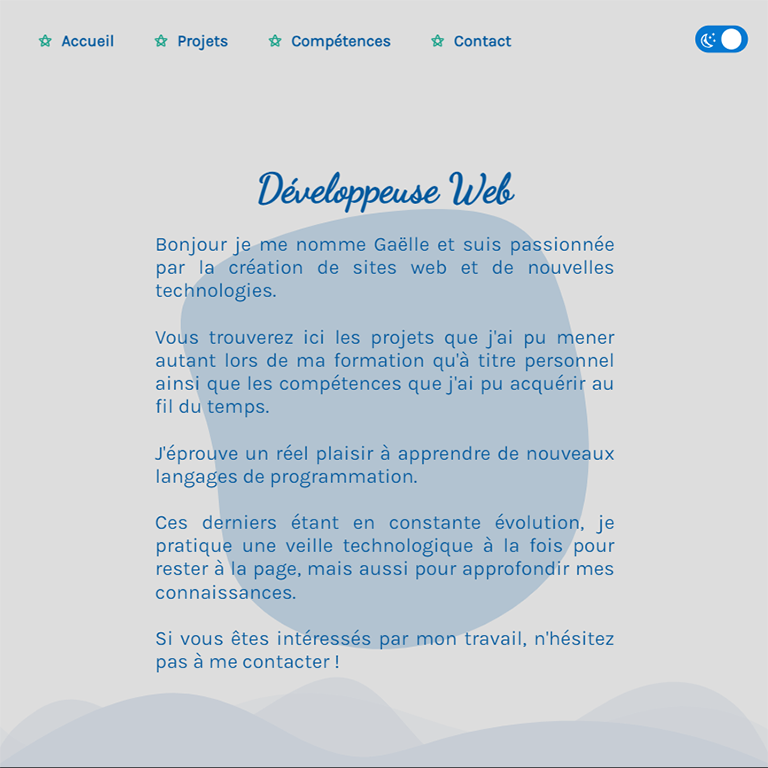 Accueil Projets Compétences Contact
Développeuse Web
Bonjour je me nomme Gaëlle et suis passionnée
par la création de sites web et de nouvelles
technologies.
Vous trouverez ici les projets que j'ai pu mener
autant lors de ma formation qu'à titre personnel
ainsi que les compétences que j'ai pu acquérir au
fil du temps.
J'éprouve un réel plaisir à apprendre de nouveaux
langages de programmation.
Ces derniers étant en constante évolution, je
pratique une veille technologique à la fois pour
rester à la page, mais aussi pour approfondir mes
connaissances.
Si vous êtes intéressés par mon travail, n'hésitez
pas à me contacter !